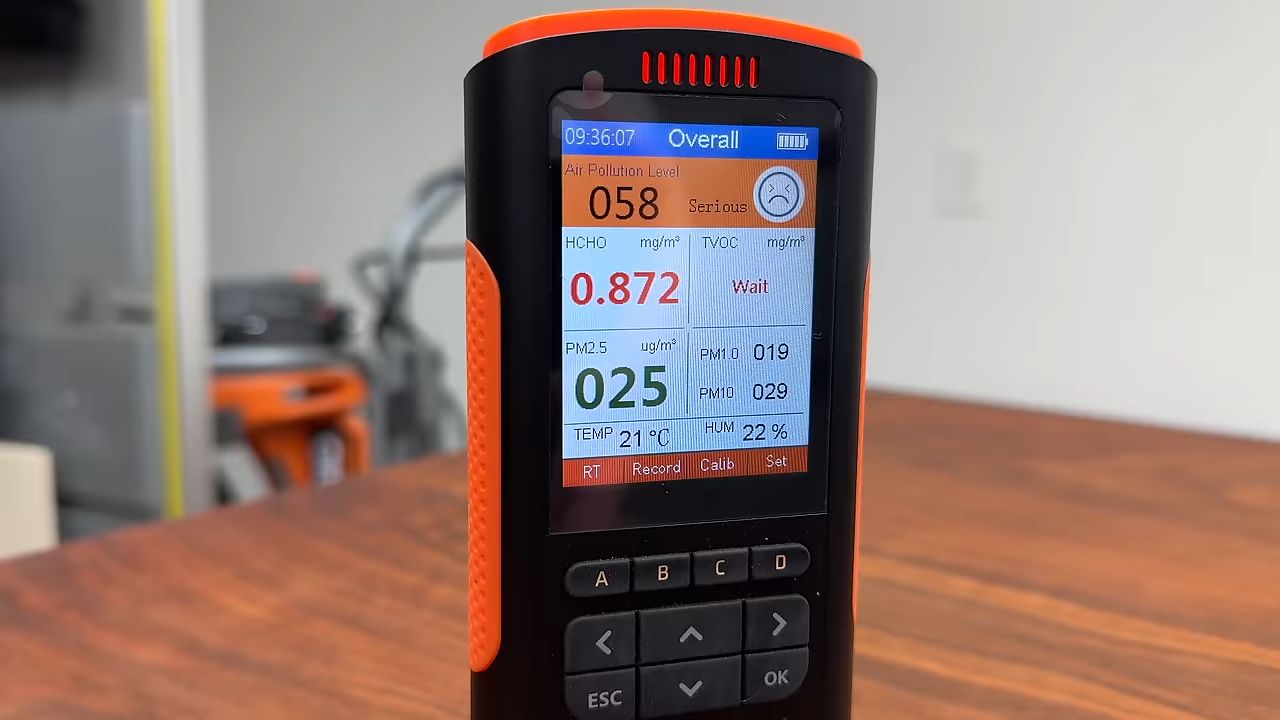 09:36:07 Overall
Air Pollution Level
058 Serious
HCHO mg/m³ TVOC mg/m³
0.872 Wait
PM2.5 ug/m³ PM1.0 019
025 PM10 029
TEMP 21 °C HUM 22 %
RT Record Calib Set
A B C D
ESC OK